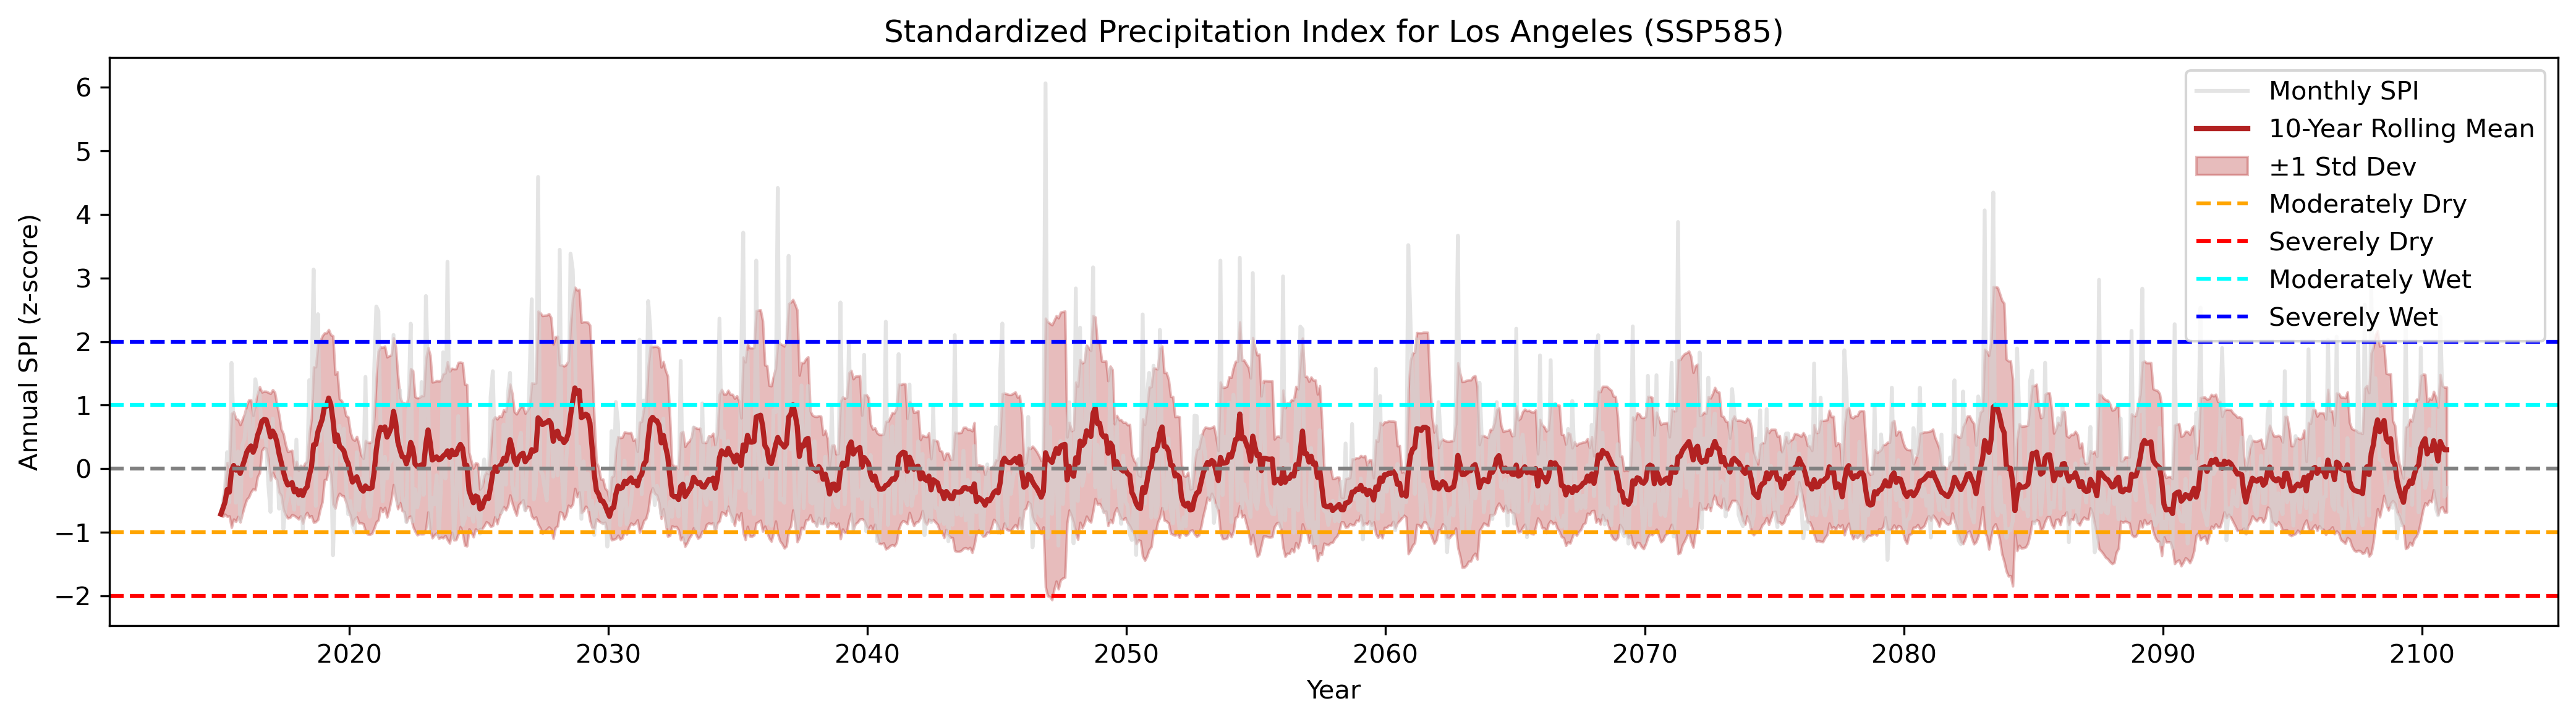 Standardized Precipitation Index for Los Angeles (SSP585)
Annual SPI (z-score)
6
5
4
3
2
1
0
−1
−2
Monthly SPI
10-Year Rolling Mean
±1 Std Dev
Moderately Dry
Severely Dry
Moderately Wet
Severely Wet
2020 2030 2040 2050 2060 2070 2080 2090 2100
Year